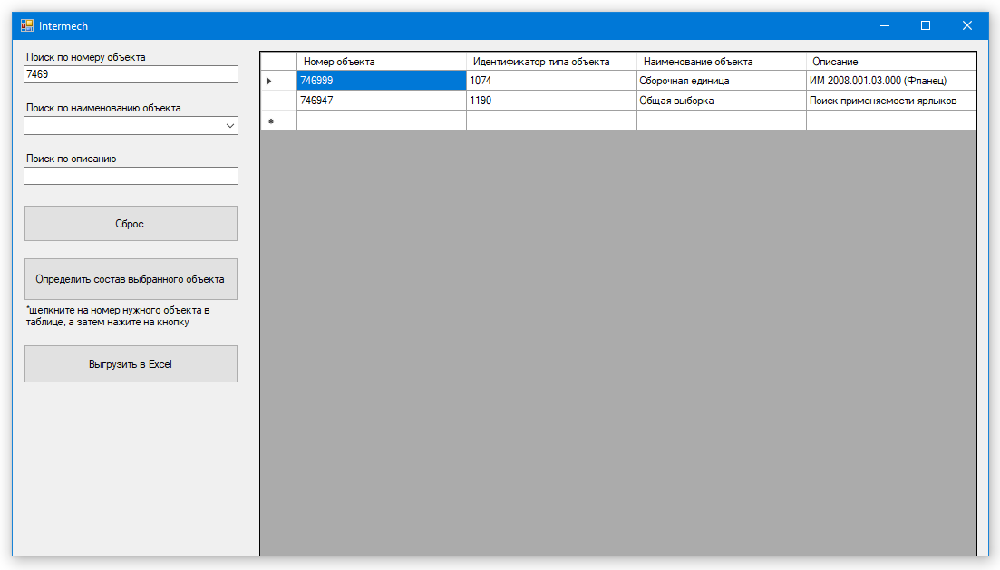 Intermech
Поиск по номеру объекта
7469
Поиск по наименованию объекта
Поиск по описанию
Сброс
Определить состав выбранного объекта
*щелкните на номер нужного объекта в
таблице, а затем нажите на кнопку
Выгрузить в Excel
Номер объекта Идентификатор типа объекта Наименование объекта Описание
746999 1074 Сборочная единица ИМ 2008.001.03.000 (Фланец)
746947 1190 Общая выборка Поиск применяемости ярлыков